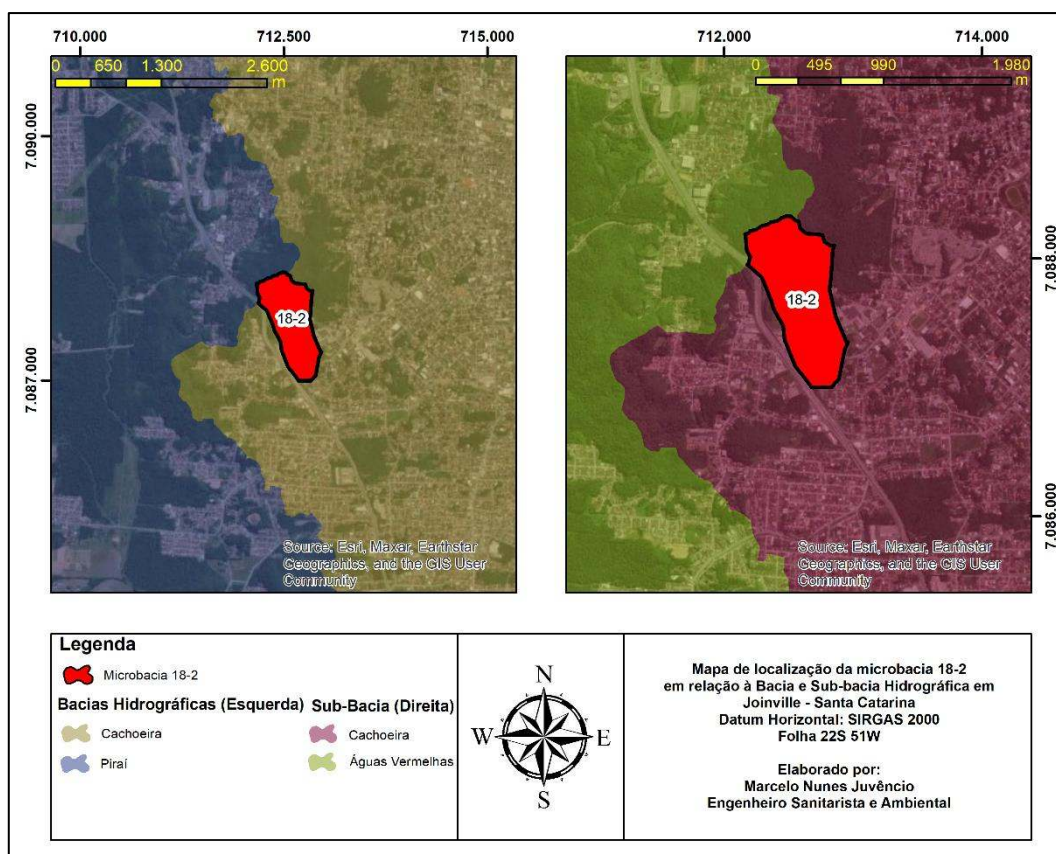 710.000 712.500 715.000
0 650 1.300 2.600
m
7.090.000
7.087.000
18-2
Source: Esri, Maxar, Earthstar
Geographics, and the GIS User
Community
712.000 714.000
0 495 990 1.980
m
7.088.000
7.086.000
18-2
Source: Esri, Maxar, Earthstar
Geographics, and the GIS User
Community
Legenda
Microbacia 18-2
Bacias Hidrográficas (Esquerda)
Cachoeira
Piraí
Sub-Bacia (Direita)
Cachoeira
Águas Vermelhas
N
W E
S
Mapa de localização da microbacia 18-2
em relação à Bacia e Sub-bacia Hidrográfica em
Joinville - Santa Catarina
Datum Horizontal: SIRGAS 2000
Folha 22S 51W
Elaborado por:
Marcelo Nunes Juvêncio
Engenheiro Sanitarista e Ambiental